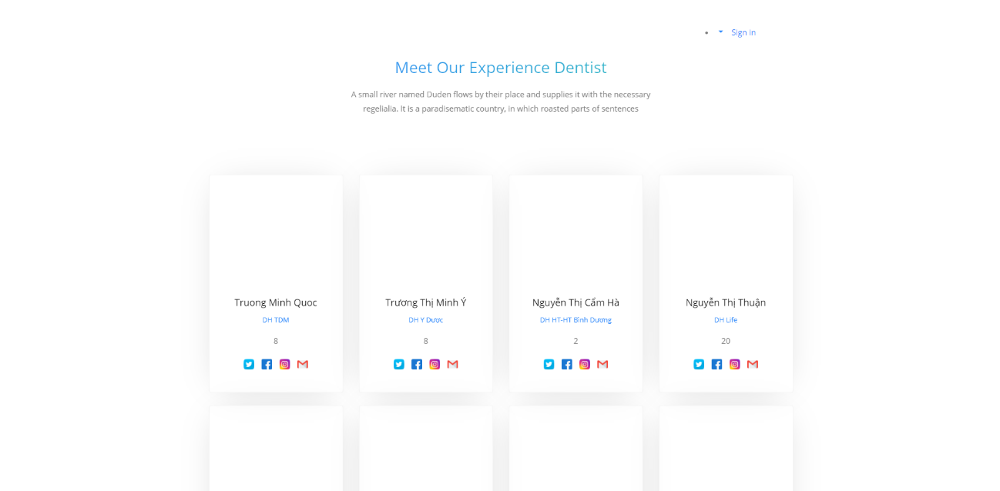 Sign in
Meet Our Experience Dentist
A small river named Duden flows by their place and supplies it with the necessary
regelialia. It is a paradisematic country, in which roasted parts of sentences
Truong Minh Quoc
Trương Thị Minh Ý
Nguyễn Thị Cẩm Hà
Nguyễn Thị Thuận
DH TDM
DH Y Dược
DH HT-HT Bình Dương
DH Life
8
8
2
20